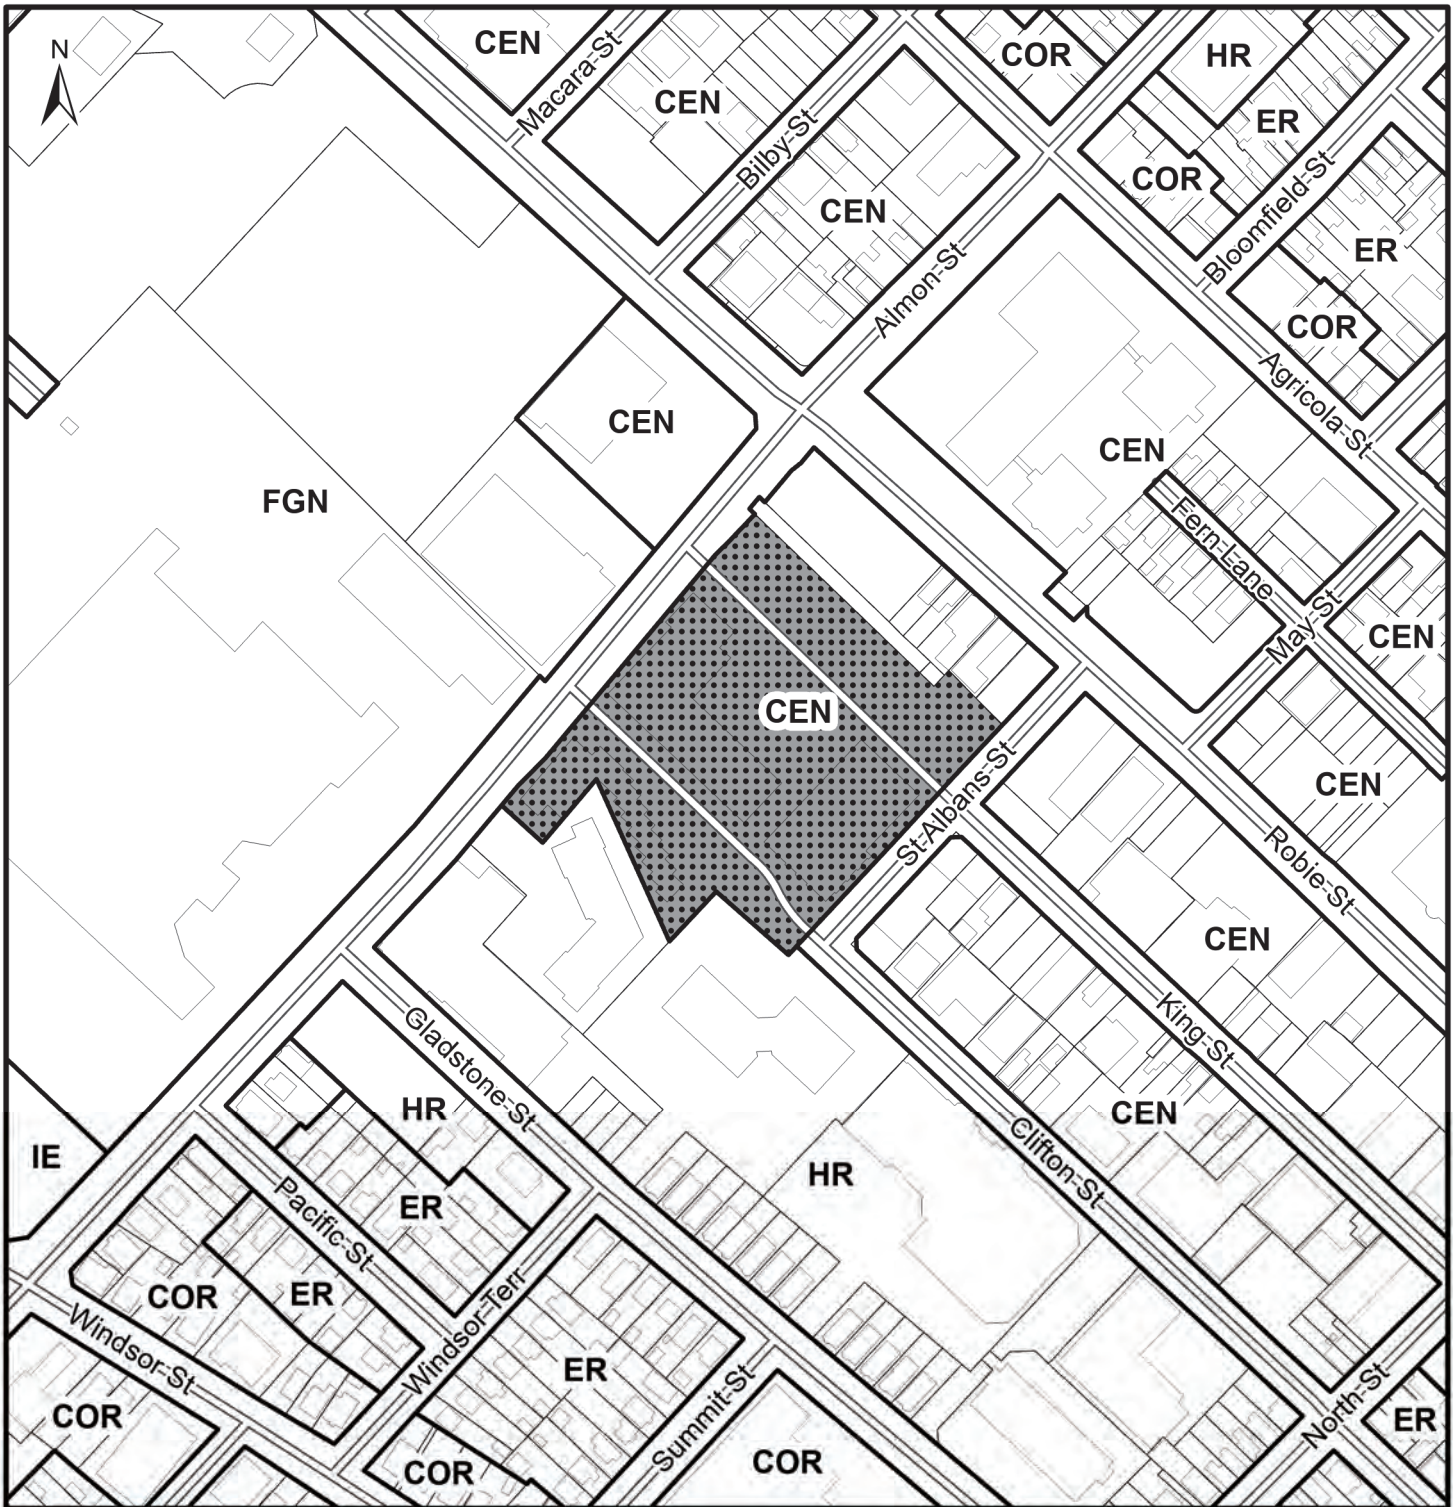 CEN
COR
HR
N
Macara St
CEN
ER
Bilby St
COR
CEN
Bloomfield St
ER
Almon St
COR
CEN
Agricola St
CEN
FGN
Fern Lane
May St
CEN
CEN
St Albans St
CEN
Robie St
CEN
King St
Gladstone St
HR
CEN
Clifton St
IE
HR
ER
Pacific St
COR
ER
Windsor Terr
Windsor St
ER
Summit St
COR
North St
ER
COR
COR